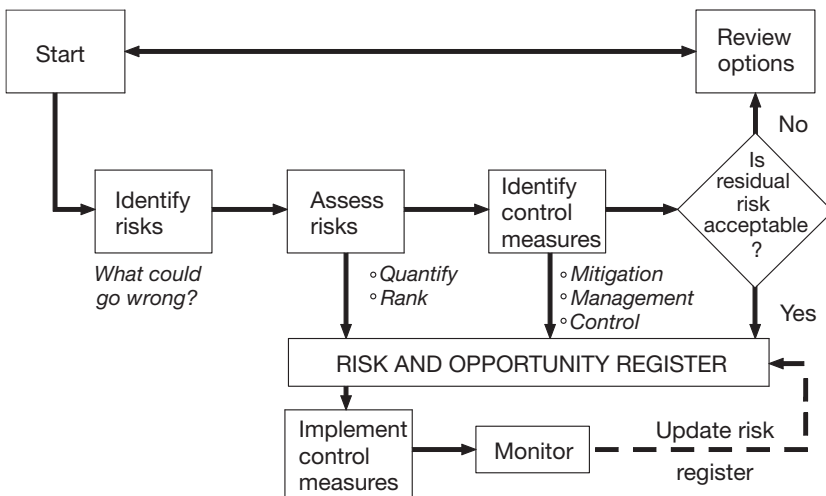 Start
Review
options
No
Is
residual
risk
acceptable
?
Identify
risks
Assess
risks
Identify
control
measures
What could
go wrong?
◦ Quantify
◦ Rank
◦ Mitigation
◦ Management
◦ Control
Yes
RISK AND OPPORTUNITY REGISTER
Implement
control
measures
Monitor
Update risk
register